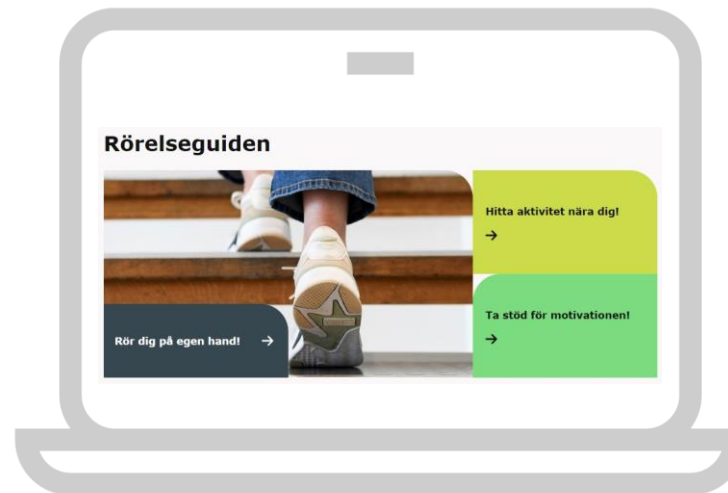 Rörelseguiden
Hitta aktivitet nära dig!
Ta stöd för motivationen!
Rör dig på egen hand!